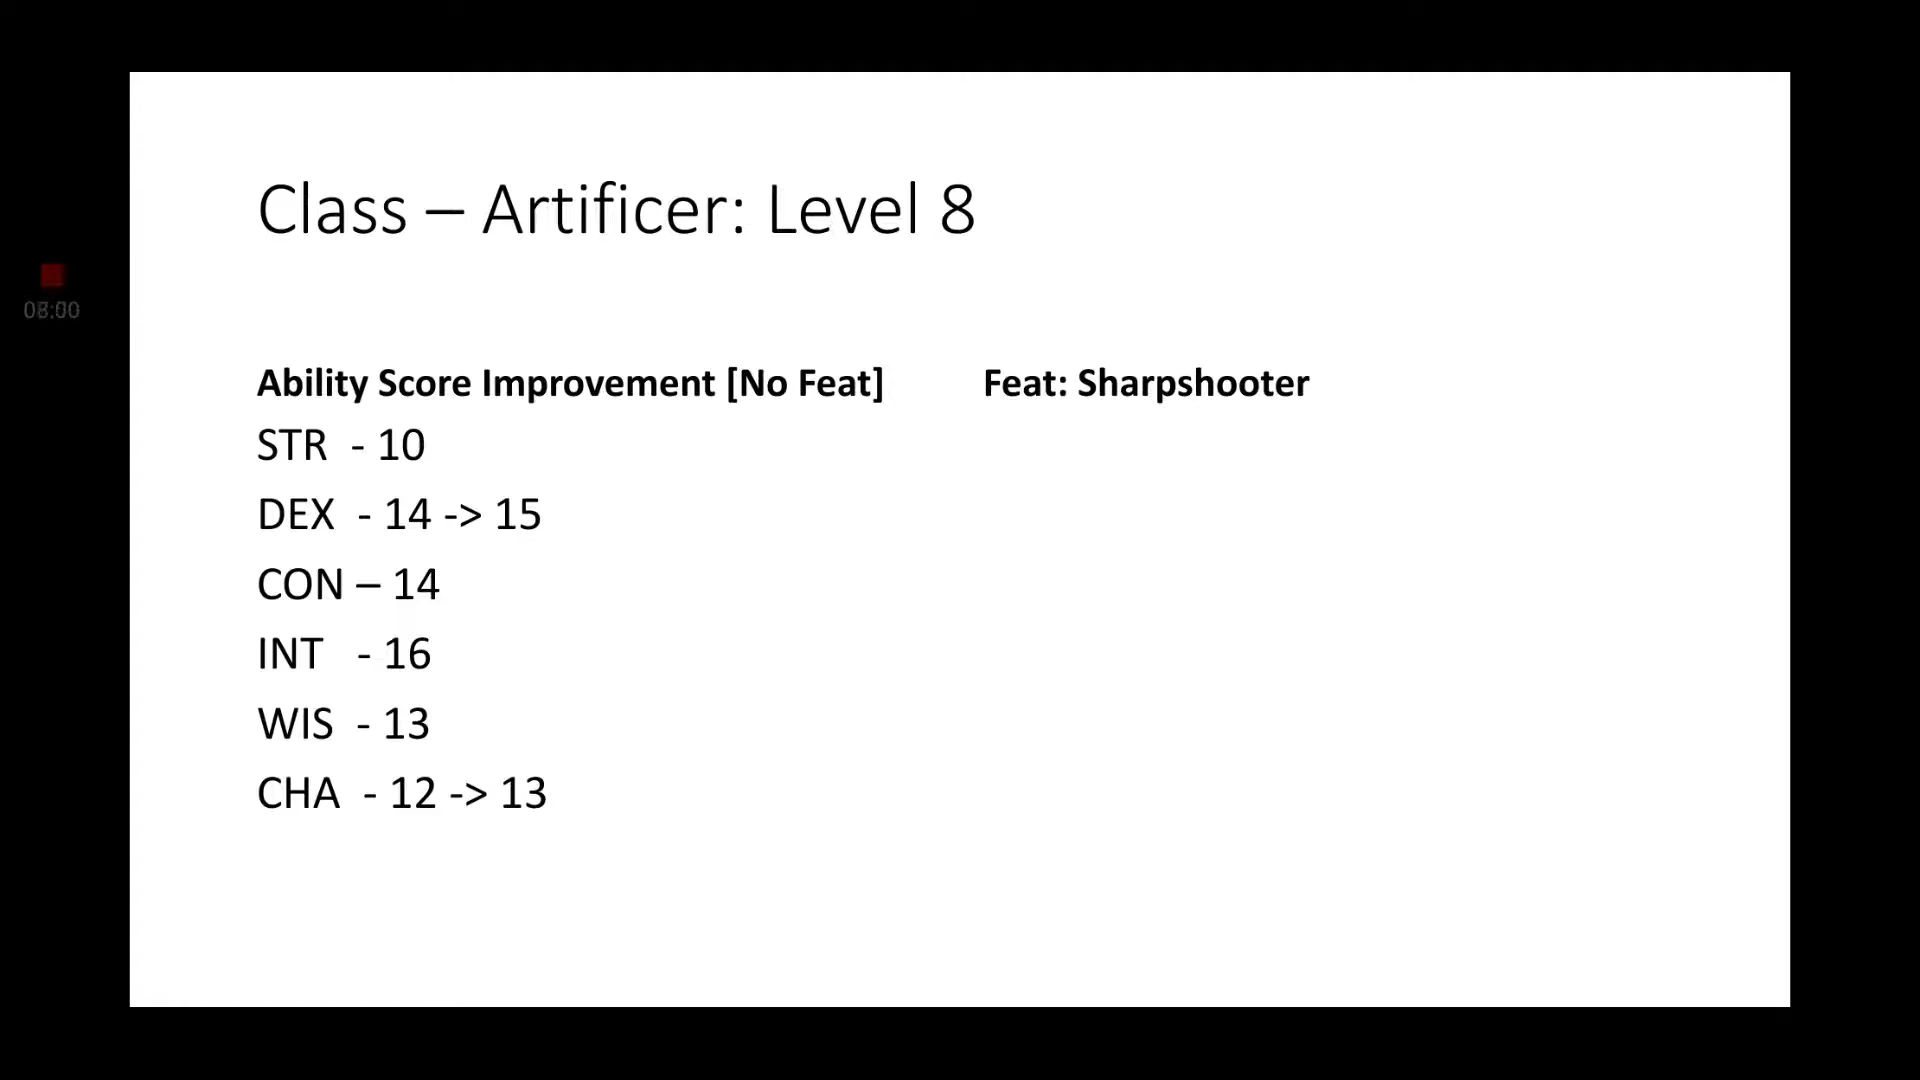 Class – Artificer: Level 8
Ability Score Improvement [No Feat]
STR - 10
DEX - 14 -> 15
CON – 14
INT - 16
WIS - 13
CHA - 12 -> 13
Feat: Sharpshooter